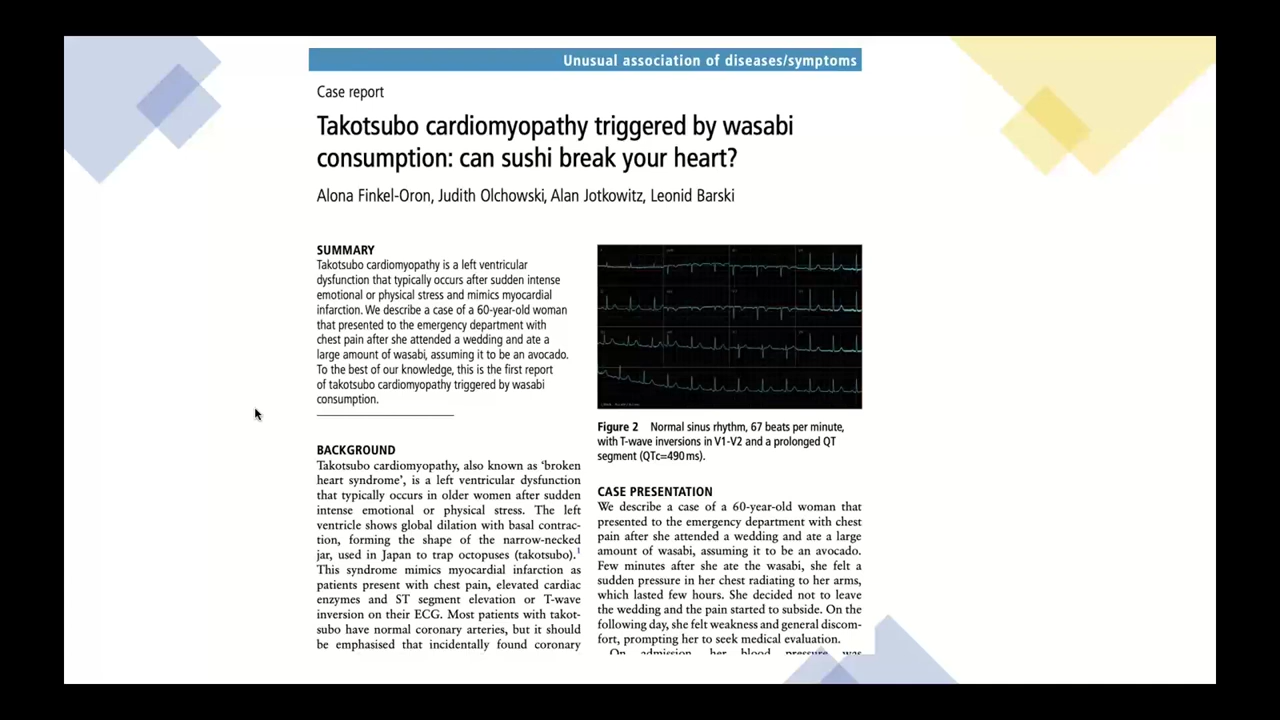 Unusual association of diseases/symptoms
Case report
Takotsubo cardiomyopathy triggered by wasabi
consumption: can sushi break your heart?
Alona Finkel-Oron, Judith Olchowski, Alan Jotkowitz, Leonid Barski
SUMMARY
Takotsubo cardiomyopathy is a left ventricular
dysfunction that typically occurs after sudden intense
emotional or physical stress and mimics myocardial
infarction. We describe a case of a 60-year-old woman
that presented to the emergency department with
chest pain after she attended a wedding and ate a
large amount of wasabi, assuming it to be an avocado.
To the best of our knowledge, this is the first report
of takotsubo cardiomyopathy triggered by wasabi
consumption.
BACKGROUND
Takotsubo cardiomyopathy, also known as ‘broken
heart syndrome’, is a left ventricular dysfunction
that typically occurs in older women after sudden
intense emotional or physical stress. The left
ventricle shows global dilation with basal contrac-
tion, forming the shape of the narrow-necked
jar, used in Japan to trap octopuses (takotsubo).1
This syndrome mimics myocardial infarction as
patients present with chest pain, elevated cardiac
enzymes and ST segment elevation or T-wave
inversion on their ECG. Most patients with takot-
subo have normal coronary arteries, but it should
be emphasised that incidentally found coronary
Figure 2 Normal sinus rhythm, 67 beats per minute,
with T-wave inversions in V1-V2 and a prolonged QT
segment (QTc=490 ms).
CASE PRESENTATION
We describe a case of a 60-year-old woman that
presented to the emergency department with chest
pain after she attended a wedding and ate a large
amount of wasabi, assuming it to be an avocado.
Few minutes after she ate the wasabi, she felt a
sudden pressure in her chest radiating to her arms,
which lasted few hours. She decided not to leave
the wedding and the pain started to subside. On the
following day, she felt weakness and general discom-
fort, prompting her to seek medical evaluation.
On admission, her blood pressure was